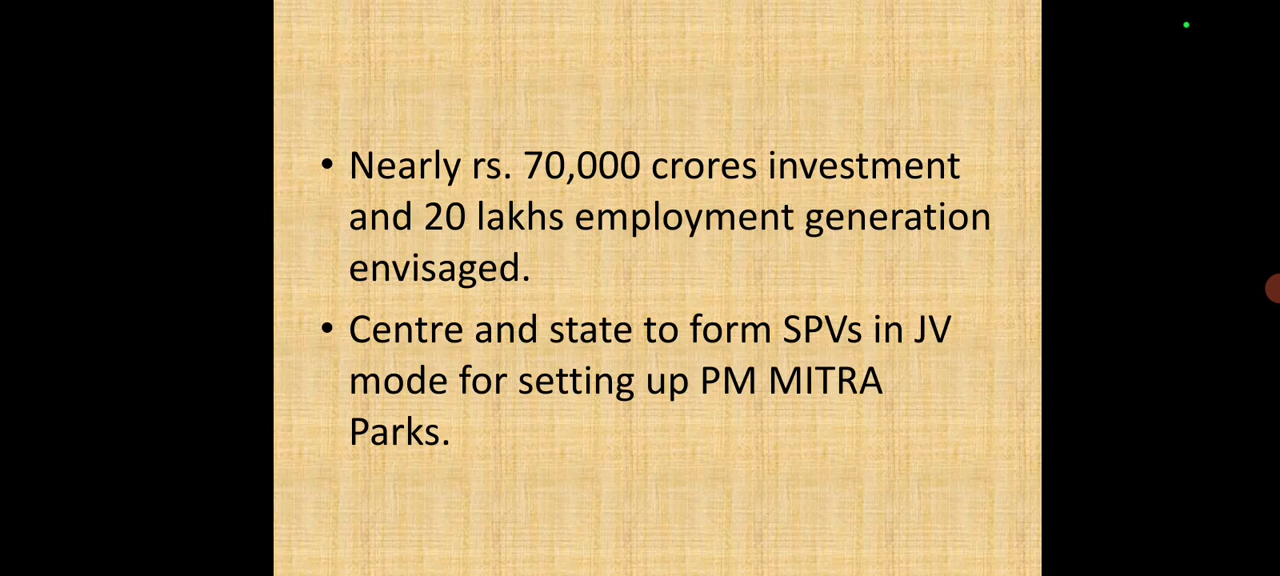 • Nearly rs. 70,000 crores investment
and 20 lakhs employment generation
envisaged.
• Centre and state to form SPVs in JV
mode for setting up PM MITRA
Parks.